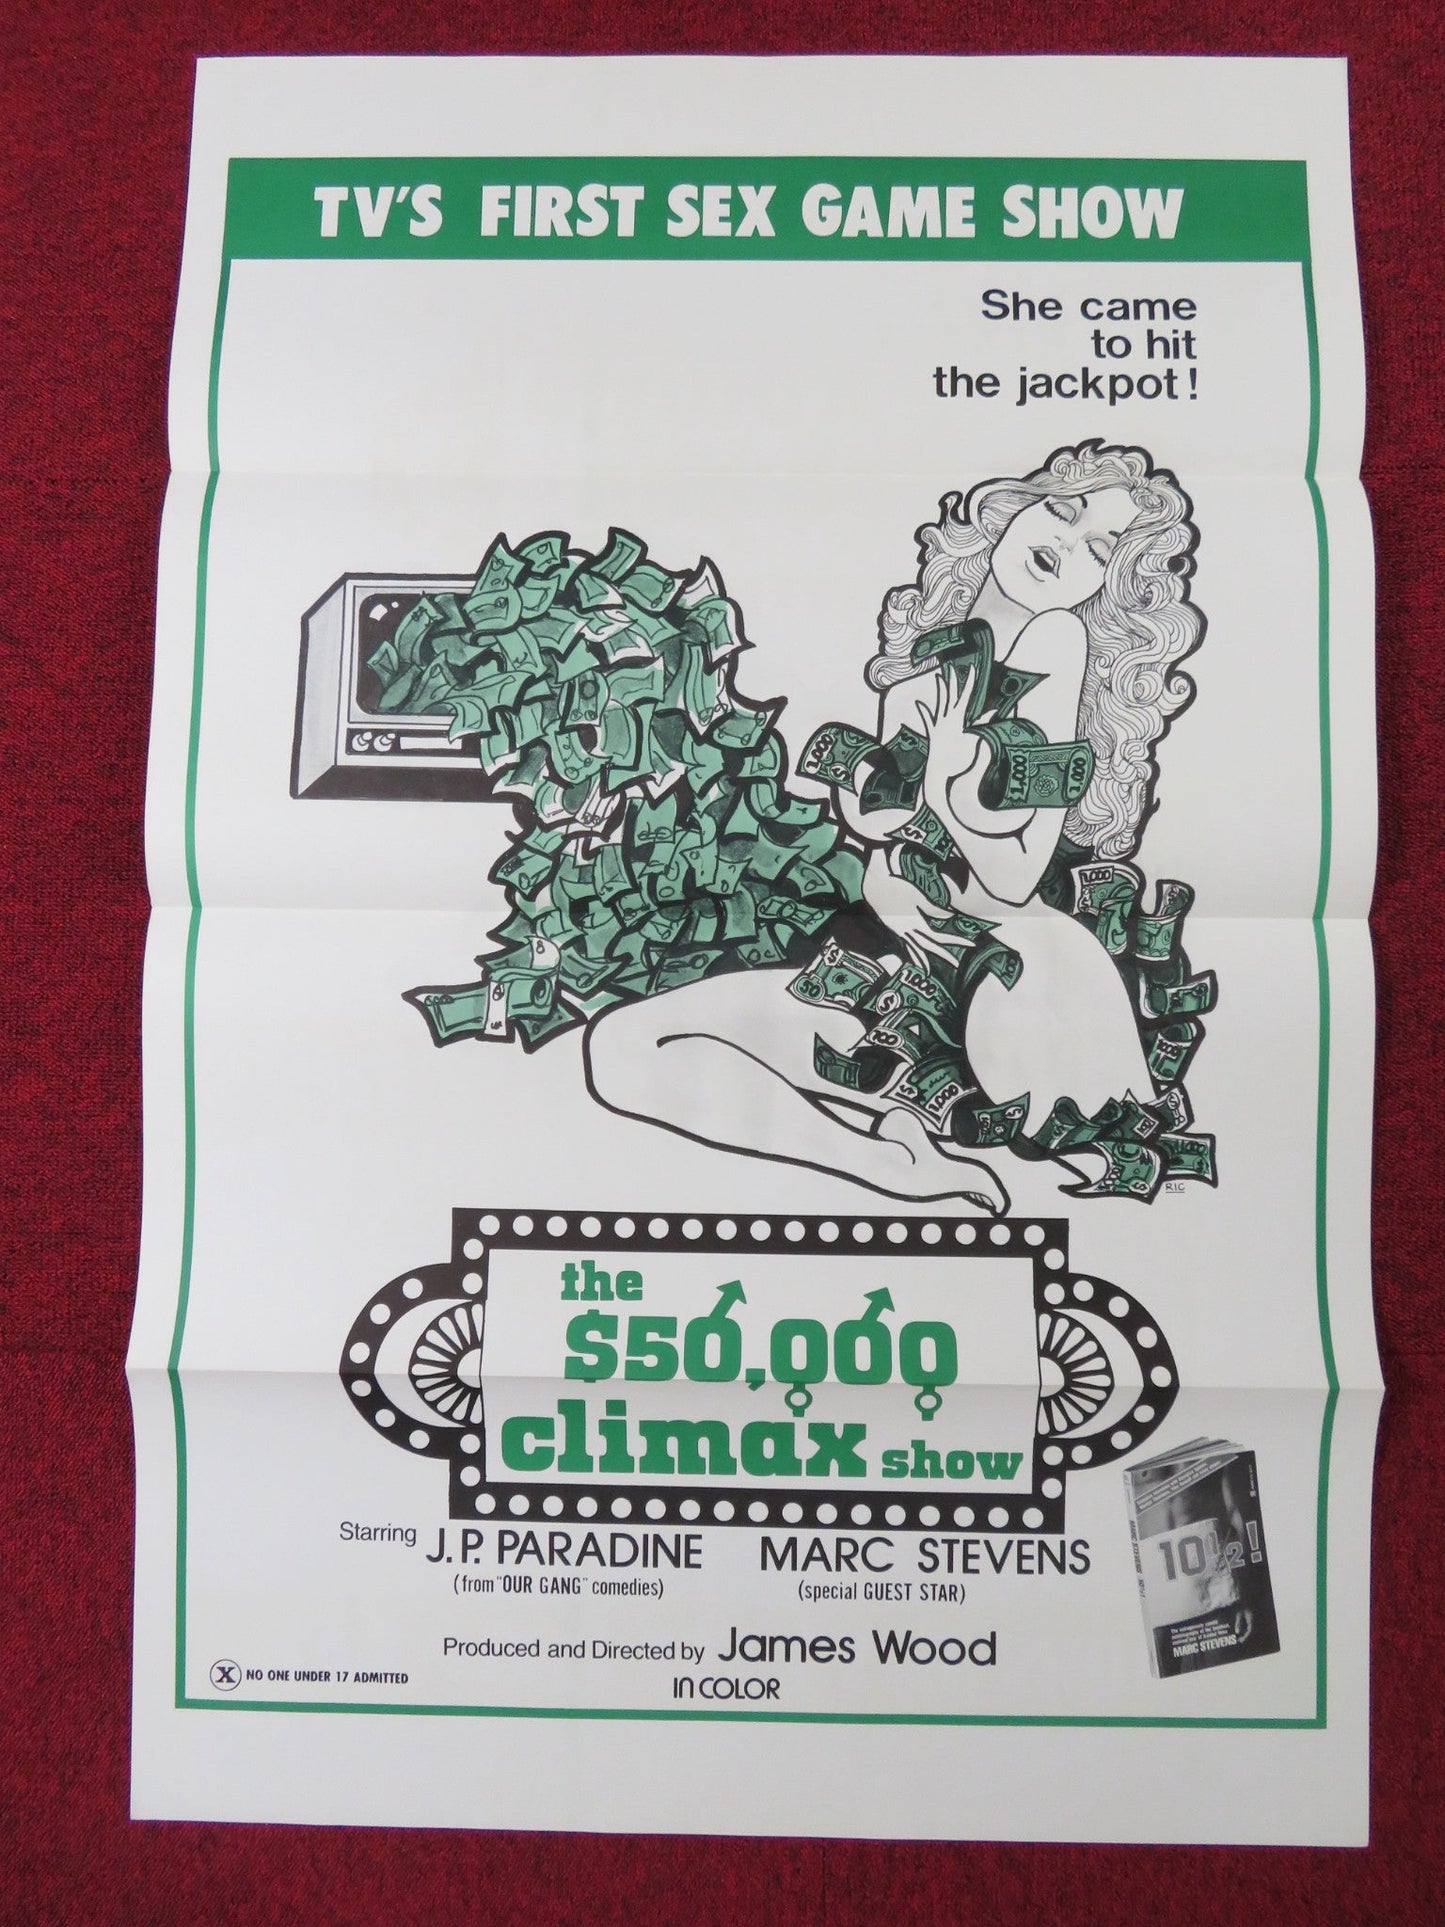 TV'S FIRST SEX GAME SHOW
She came
to hit
the jackpot!
RIC
the
$50,000
climax show
Starring J.P. PARADINE MARC STEVENS
(from "OUR GANG" comedies) (special GUEST STAR)
Produced and Directed by James Wood
IN COLOR
X NO ONE UNDER 17 ADMITTED
10½!
MARC STEVENS